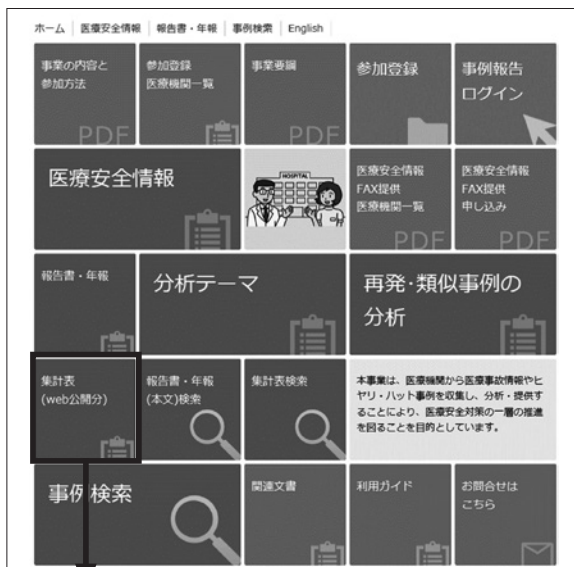 ホーム 医療安全情報 報告書・年報 事例検索 English
事業の内容と
参加方法
PDF
参加登録
医療機関一覧
事業要綱
PDF
参加登録
事例報告
ログイン
医療安全情報
HOSPITAL
医療安全情報
FAX提供
医療機関一覧
PDF
医療安全情報
FAX提供
申し込み
PDF
報告書・年報
分析テーマ
再発・類似事例の
分析
集計表
(web公開分)
報告書・年報
(本文)検索
集計表検索
本事業は、医療機関から医療事故情報やヒ
ヤリ・ハット事例を収集し、分析・提供す
ることにより、医療安全対策の一層の推進
を図ることを目的としています。
事例検索
関連文書
利用ガイド
お問合せは
こちら